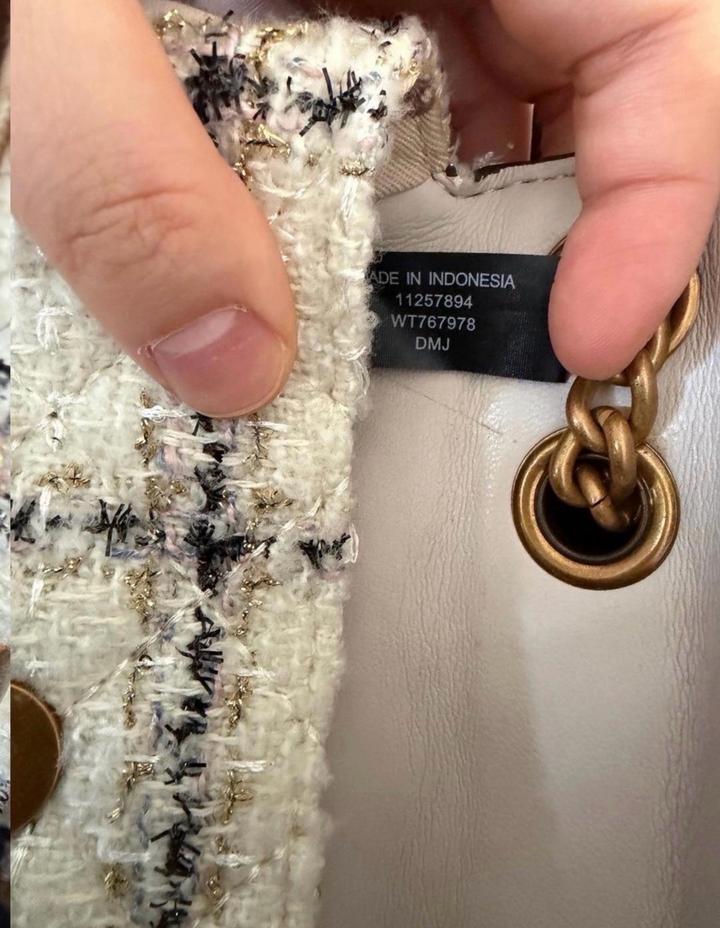 ADE IN INDONESIA
11257894
WT767978
DMJ